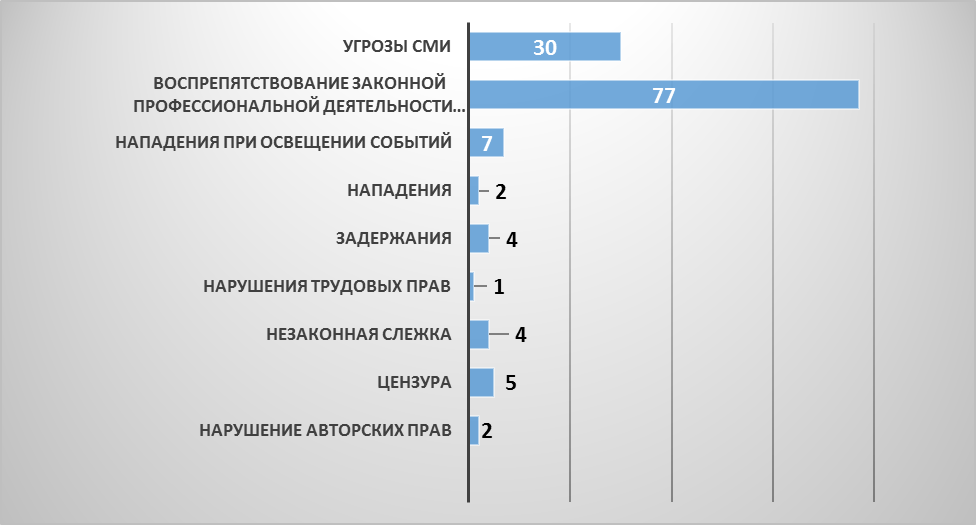 УГРОЗЫ СМИ
30
ВОСПРЕПЯТСТВОВАНИЕ ЗАКОННОЙ
ПРОФЕССИОНАЛЬНОЙ ДЕЯТЕЛЬНОСТИ...
77
НАПАДЕНИЯ ПРИ ОСВЕЩЕНИИ СОБЫТИЙ
7
НАПАДЕНИЯ
2
ЗАДЕРЖАНИЯ
4
НАРУШЕНИЯ ТРУДОВЫХ ПРАВ
1
НЕЗАКОННАЯ СЛЕЖКА
4
ЦЕНЗУРА
5
НАРУШЕНИЕ АВТОРСКИХ ПРАВ
2